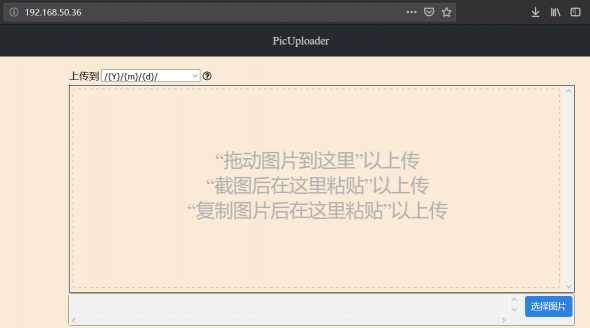 192.168.50.36
PicUploader
上传到 /{Y}/{m}/{d}/
“拖动图片到这里”以上传
“截图后在这里粘贴”以上传
“复制图片后在这里粘贴”以上传
选择图片